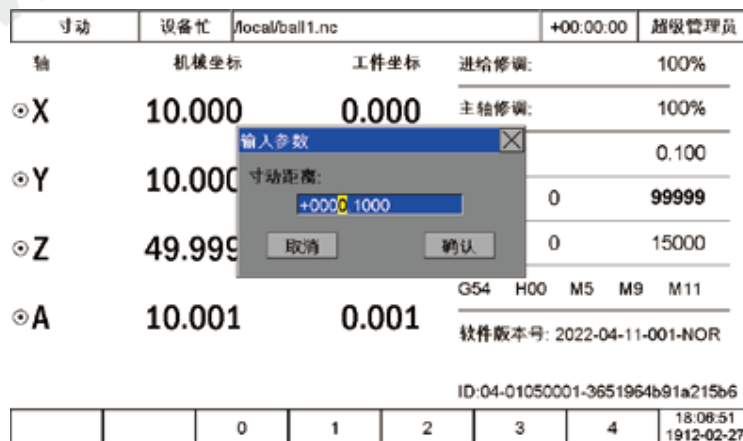 寸动 设备忙 /local/ball1.nc +00:00:00 超级管理员
轴 机械坐标 工件坐标 进给修调: 100%
X 10.000 0.000 主轴修调: 100%
输入参数
0.100
Y 10.000 寸动距离:
+0000.1000 0 99999
Z 49.999 取消 确认 0 15000
G54 H00 M5 M9 M11
A 10.001 0.001
软件版本号: 2022-04-11-001-NOR
ID:04-01050001-3651964b91a215b6
0 1 2 3 4 18:06:51
1912-02-27